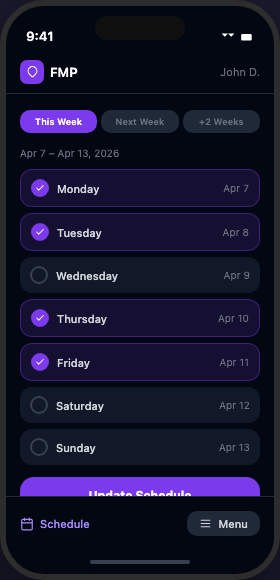 9:41
FMP
John D.
This Week
Next Week
+2 Weeks
Apr 7 – Apr 13, 2026
Monday Apr 7
Tuesday Apr 8
Wednesday Apr 9
Thursday Apr 10
Friday Apr 11
Saturday Apr 12
Sunday Apr 13
Update Schedule
Schedule
Menu